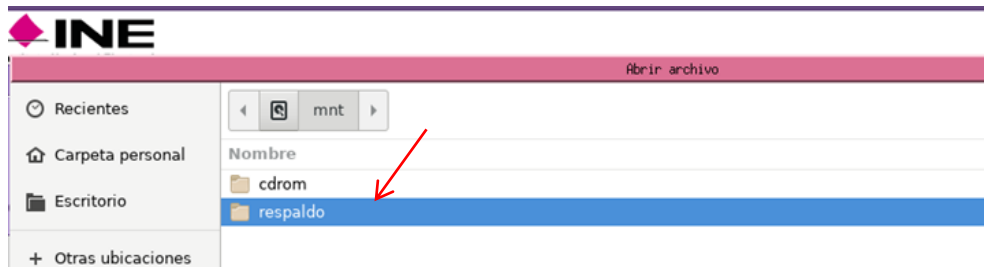 INE
Abrir archivo
Recientes
mnt
Carpeta personal
Nombre
cdrom
Escritorio
respaldo
+ Otras ubicaciones